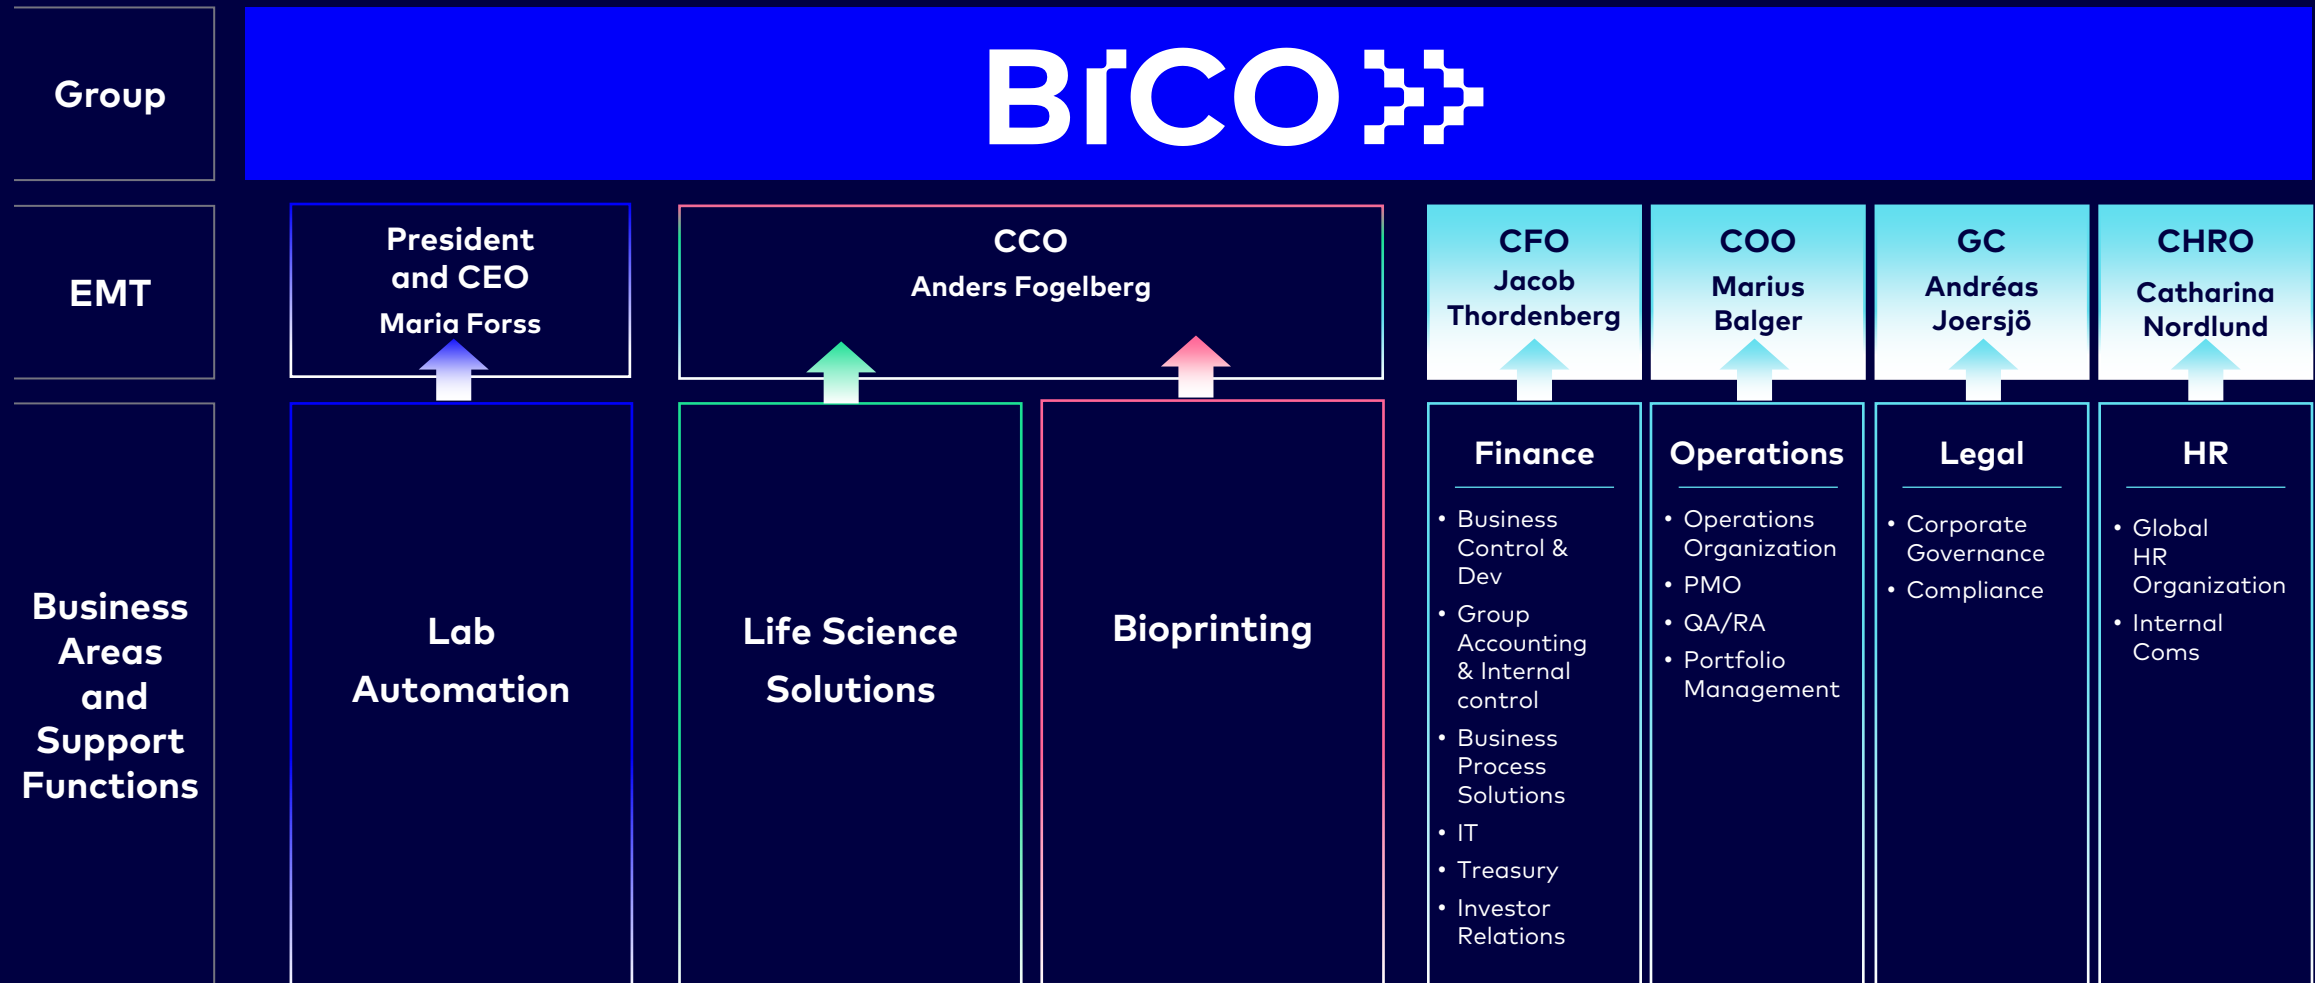 Group
BICO
EMT
President
and CEO
Maria Forss
CCO
Anders Fogelberg
CFO
Jacob
Thordenberg
COO
Marius
Balger
GC
Andréas
Joersjö
CHRO
Catharina
Nordlund
Business
Areas
and
Support
Functions
Lab
Automation
Life Science
Solutions
Bioprinting
Finance
• Business
Control &
Dev
• Group
Accounting
& Internal
control
• Business
Process
Solutions
• IT
• Treasury
• Investor
Relations
Operations
• Operations
Organization
• PMO
• QA/RA
• Portfolio
Management
Legal
• Corporate
Governance
• Compliance
HR
• Global
HR
Organization
• Internal
Coms